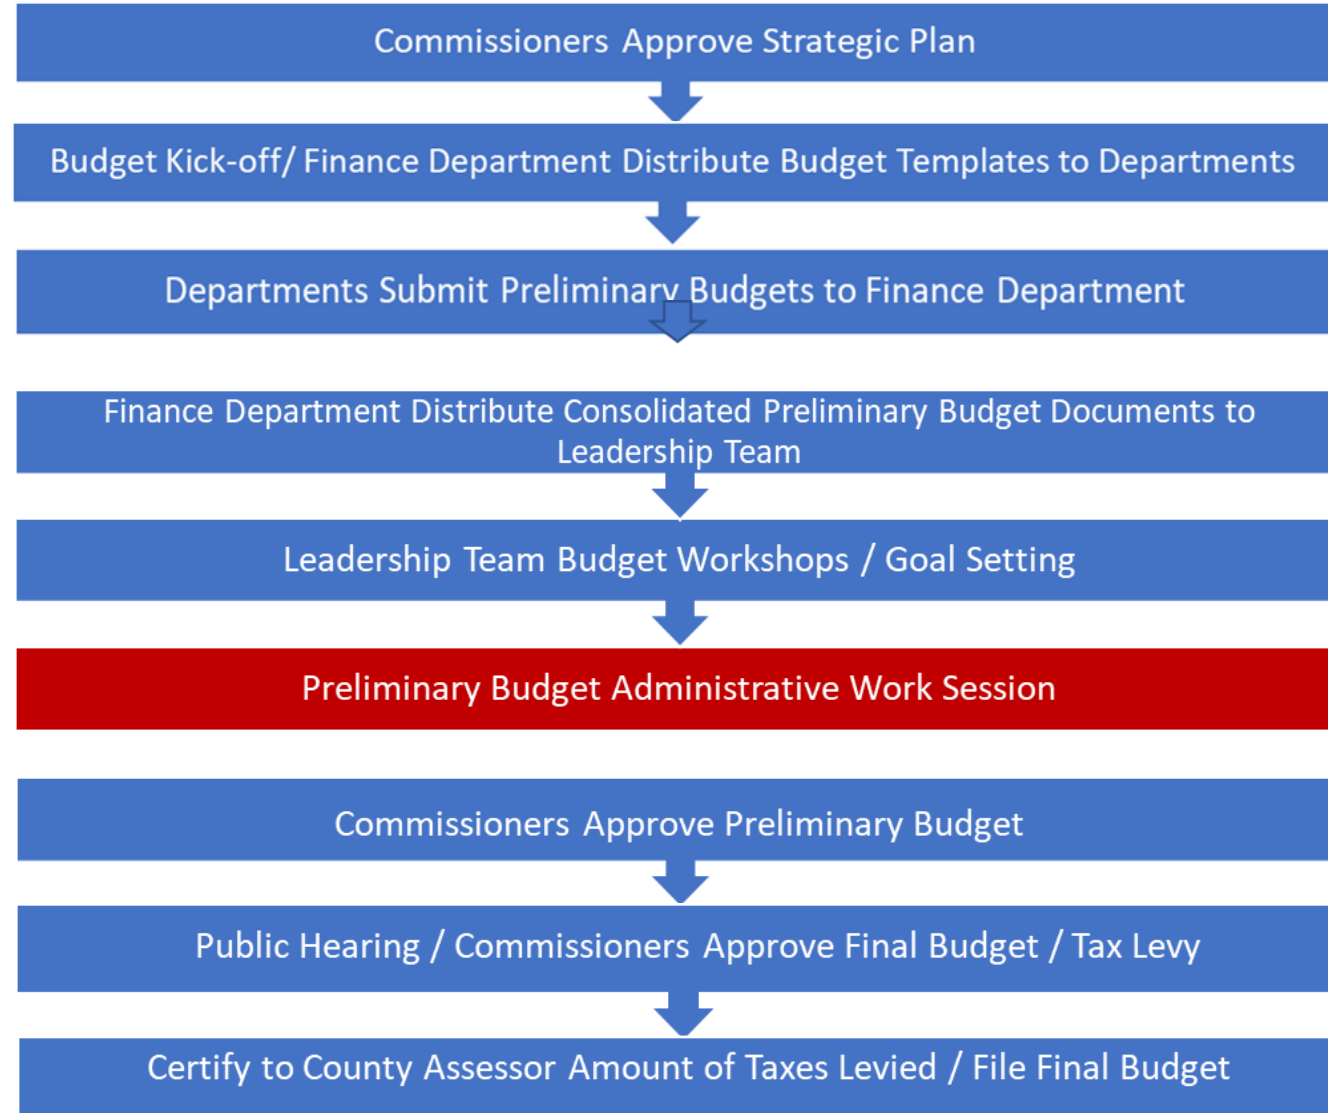 Commissioners Approve Strategic Plan
Budget Kick-off/ Finance Department Distribute Budget Templates to Departments
Departments Submit Preliminary Budgets to Finance Department
Finance Department Distribute Consolidated Preliminary Budget Documents to
Leadership Team
Leadership Team Budget Workshops / Goal Setting
Preliminary Budget Administrative Work Session
Commissioners Approve Preliminary Budget
Public Hearing / Commissioners Approve Final Budget / Tax Levy
Certify to County Assessor Amount of Taxes Levied / File Final Budget